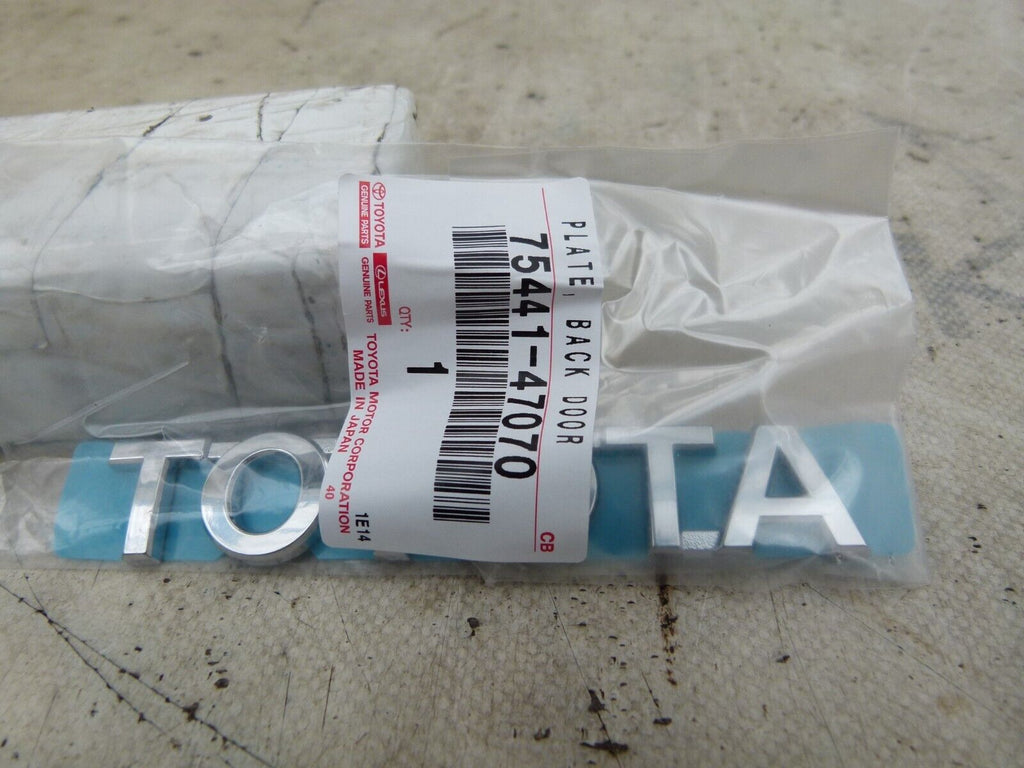 PLATE, BACK DOOR
75441-47070
CB
QTY:
1
TOYOTA
GENUINE PARTS
LEXUS
GENUINE PARTS
TOYOTA MOTOR CORPORATION
MADE IN JAPAN
40
1E14
TO TA